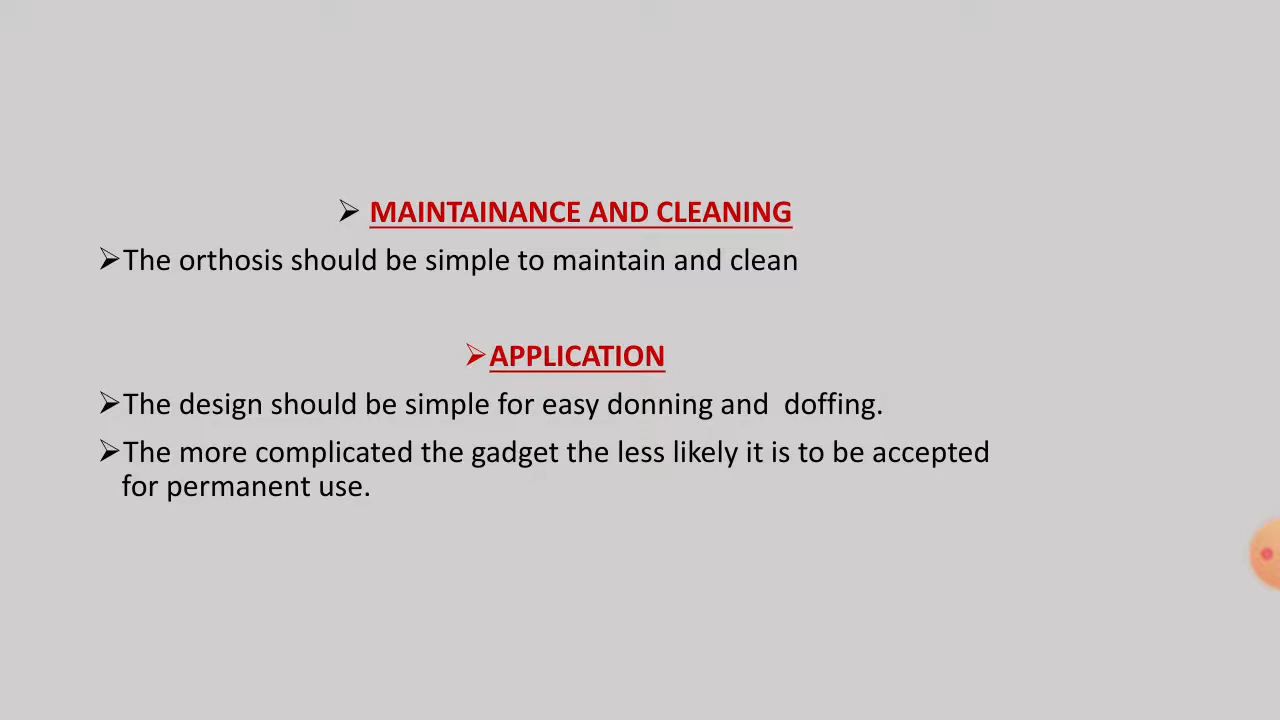 ➢ MAINTAINANCE AND CLEANING
➢The orthosis should be simple to maintain and clean
➢APPLICATION
➢The design should be simple for easy donning and  doffing.
➢The more complicated the gadget the less likely it is to be accepted
for permanent use.